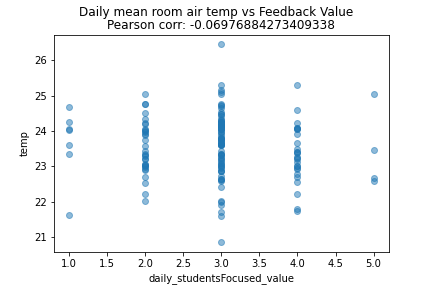 Daily mean room air temp vs Feedback Value
Pearson corr: -0.06976884273409338
26
25
24
23
22
21
temp
1.0 1.5 2.0 2.5 3.0 3.5 4.0 4.5 5.0
daily_studentsFocused_value